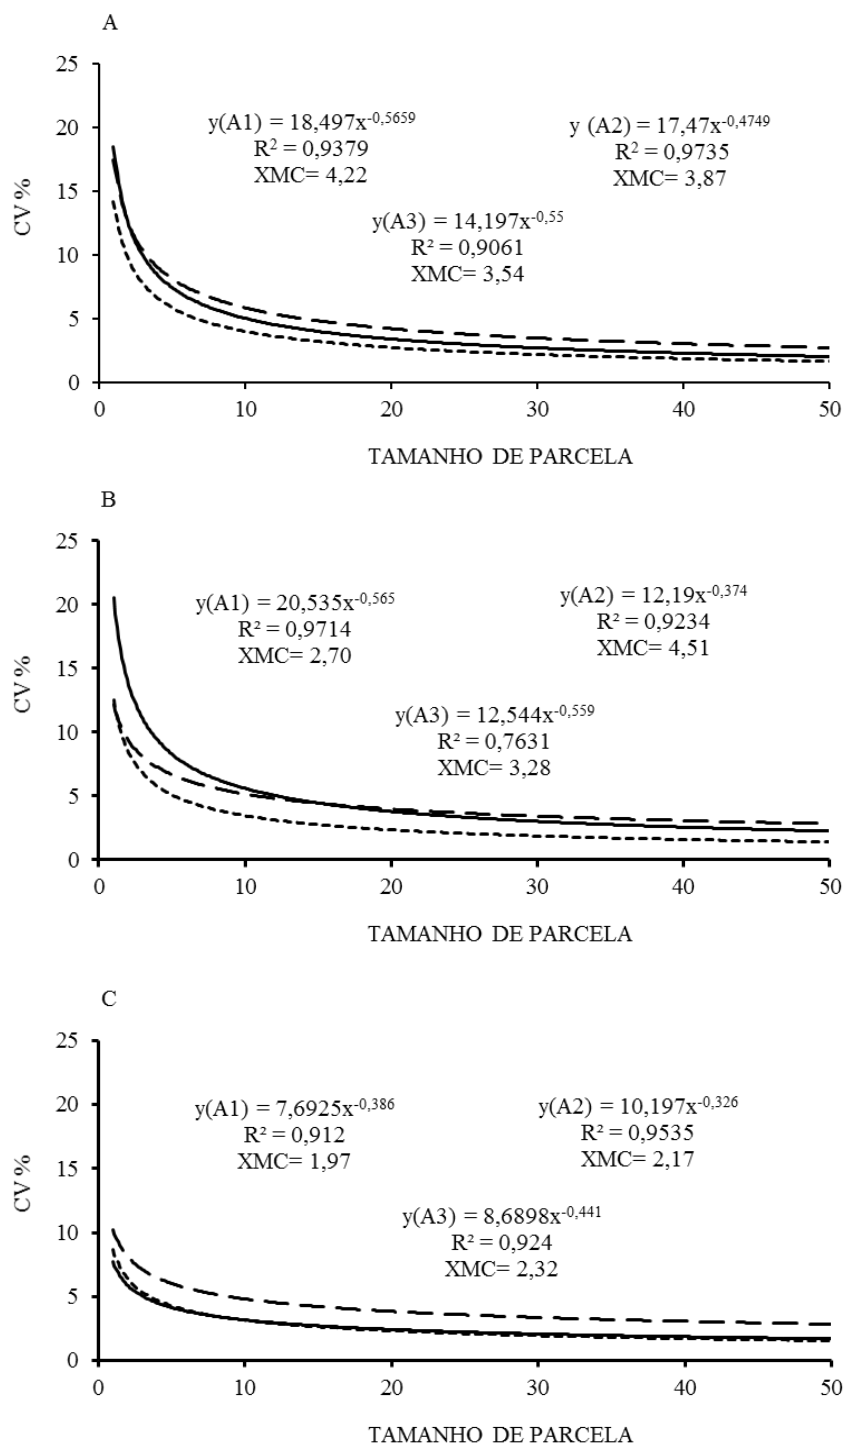 A
25
20
15
10
5
0
CV %
y(A1) = 18,497x^-0,5659
R² = 0,9379
XMC= 4,22
y (A2) = 17,47x^-0,4749
R² = 0,9735
XMC= 3,87
y(A3) = 14,197x^-0,55
R² = 0,9061
XMC= 3,54
0 10 20 30 40 50
TAMANHO DE PARCELA
B
25
20
15
10
5
0
CV %
y(A1) = 20,535x^-0,565
R² = 0,9714
XMC= 2,70
y(A2) = 12,19x^-0,374
R² = 0,9234
XMC= 4,51
y(A3) = 12,544x^-0,559
R² = 0,7631
XMC= 3,28
0 10 20 30 40 50
TAMANHO DE PARCELA
C
25
20
15
10
5
0
CV %
y(A1) = 7,6925x^-0,386
R² = 0,912
XMC= 1,97
y(A2) = 10,197x^-0,326
R² = 0,9535
XMC= 2,17
y(A3) = 8,6898x^-0,441
R² = 0,924
XMC= 2,32
0 10 20 30 40 50
TAMANHO DE PARCELA